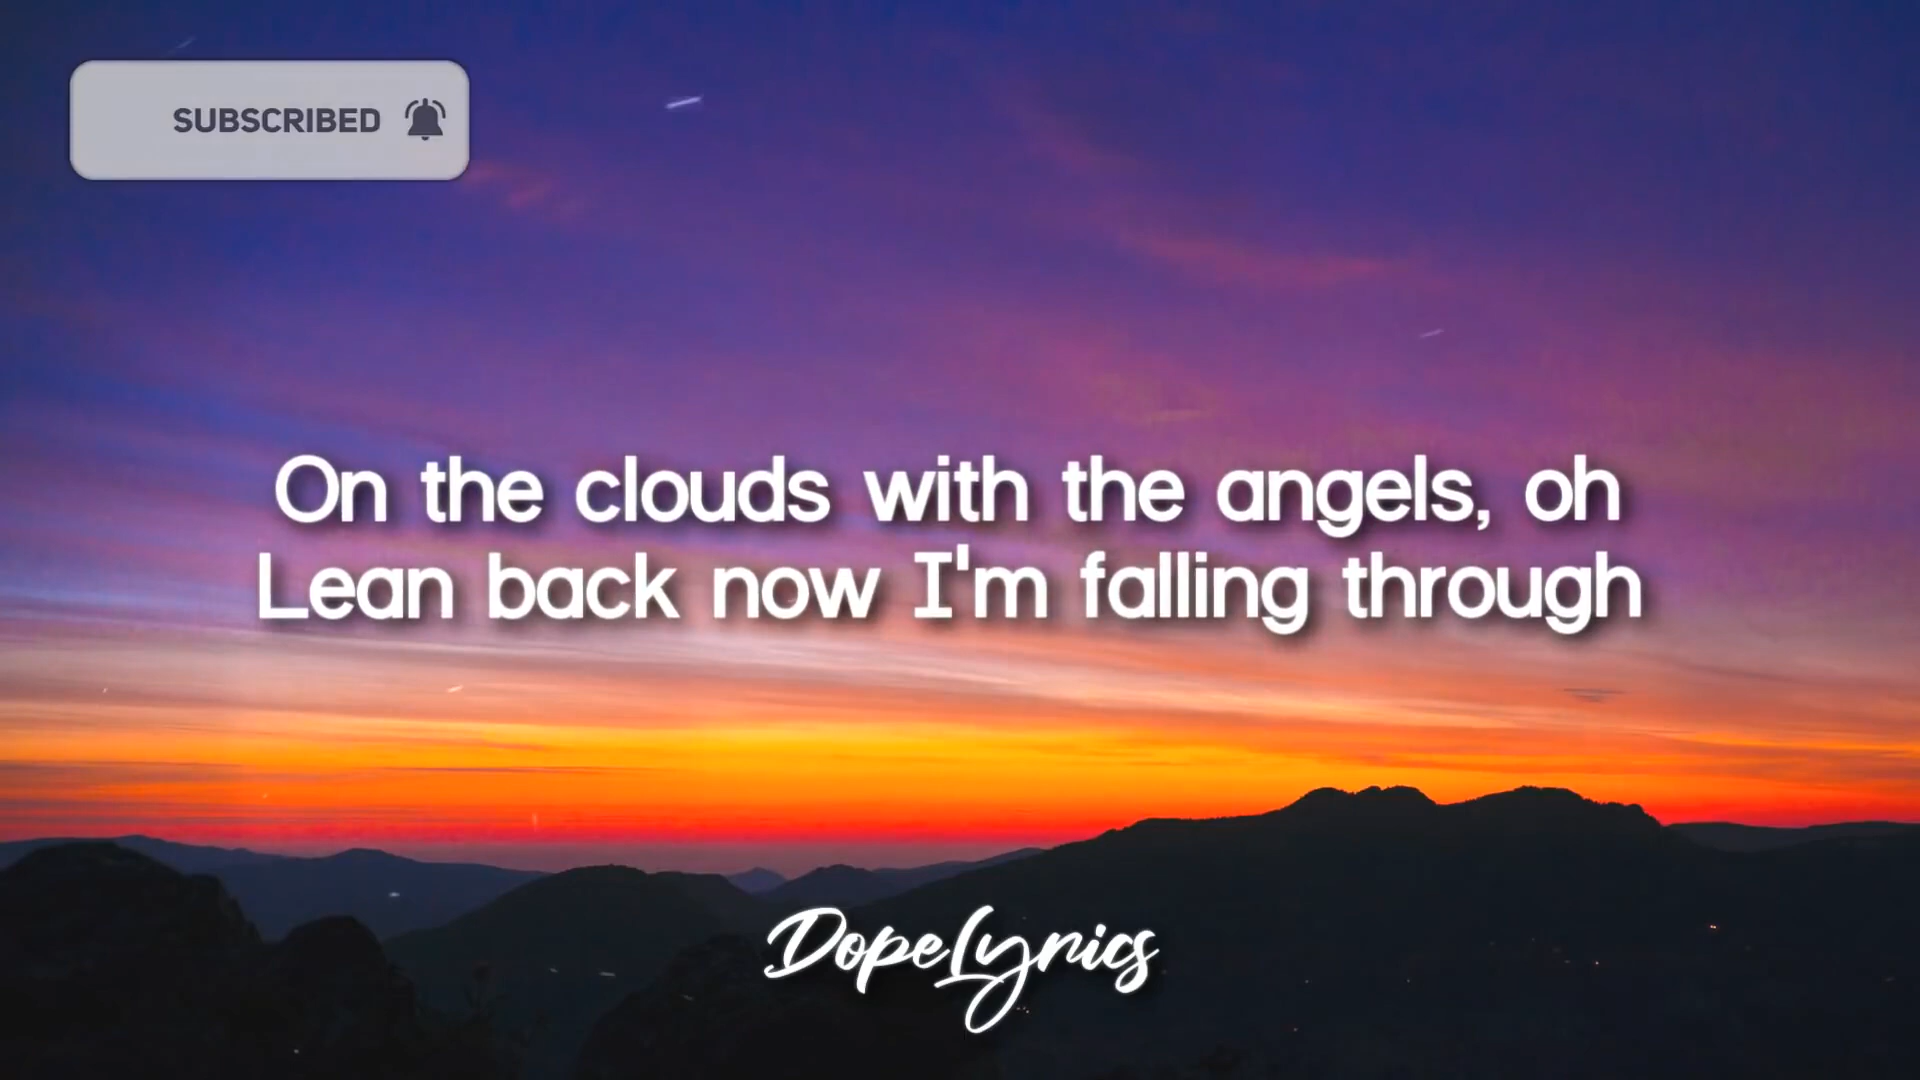 SUBSCRIBED
On the clouds with the angels, oh
Lean back now I'm falling through
DopeLyrics